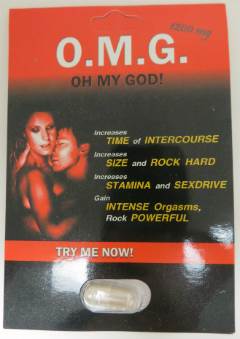 1200 mg
O.M.G.
OH MY GOD!
Increases
TIME of INTERCOURSE
Increases
SIZE and ROCK HARD
Increases
STAMINA and SEXDRIVE
Gain
INTENSE Orgasms,
Rock POWERFUL
TRY ME NOW!